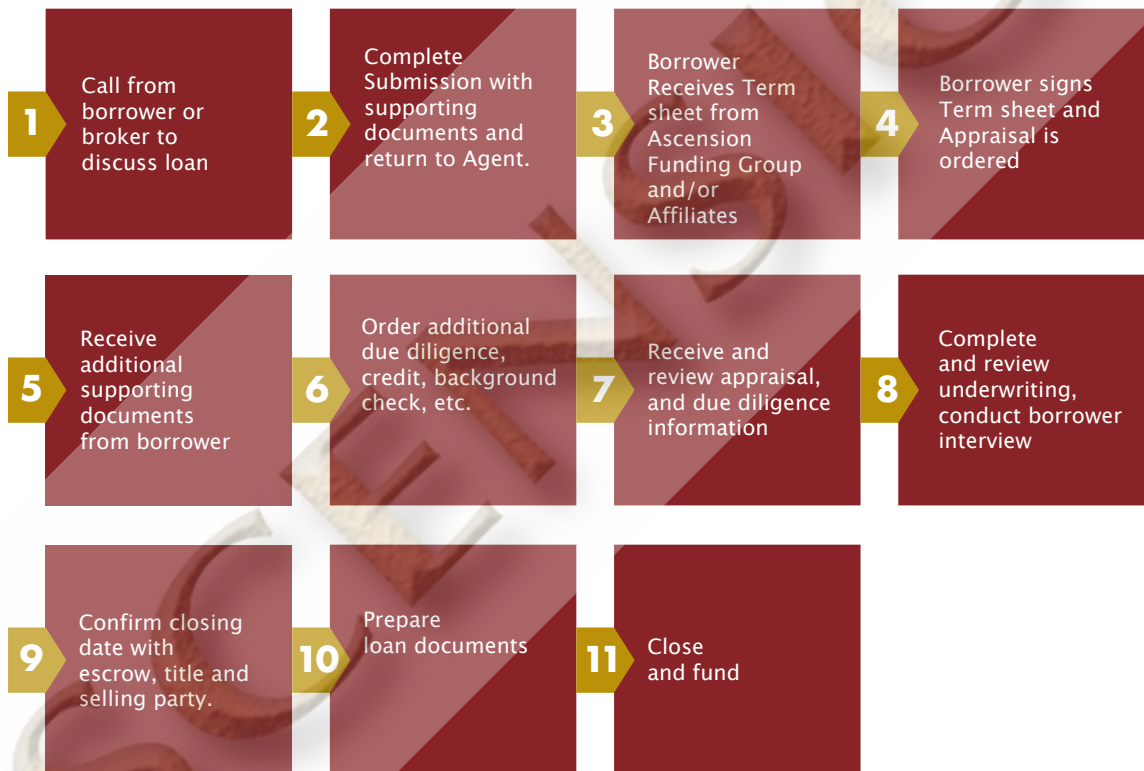 1
Call from
borrower or
broker to
discuss loan
2
Complete
Submission with
supporting
documents and
return to Agent.
3
Borrower
Receives Term
sheet from
Ascension
Funding Group
and/or
Affiliates
4
Borrower signs
Term sheet and
Appraisal is
ordered
5
Receive
additional
supporting
documents
from borrower
6
Order additional
due diligence,
credit, background
check, etc.
7
Receive and
review appraisal,
and due diligence
information
8
Complete
and review
underwriting,
conduct borrower
interview
9
Confirm closing
date with
escrow, title and
selling party.
10
Prepare
loan documents
11
Close
and fund